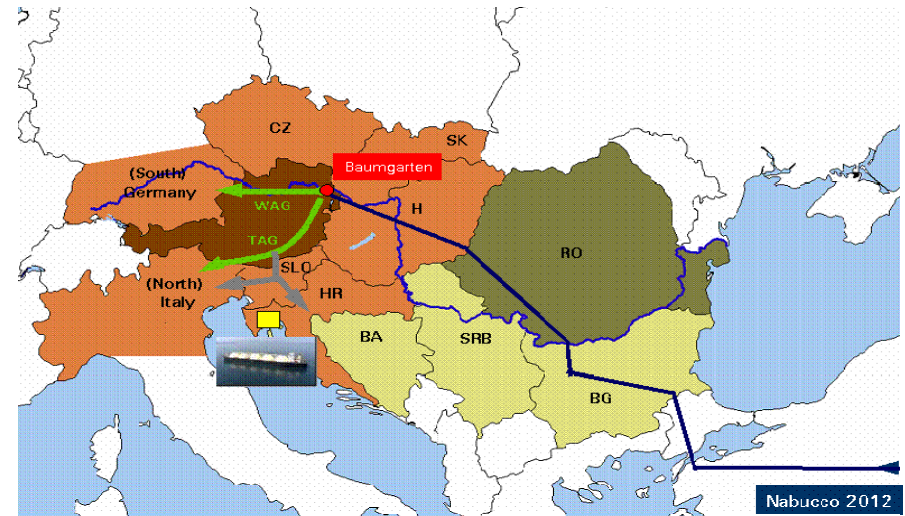 CZ
SK
Baumgarten
(South)
Germany
WAG
H
TAG
RO
SLO
(North)
Italy
HR
BA
SRB
BG
Nabucco 2012